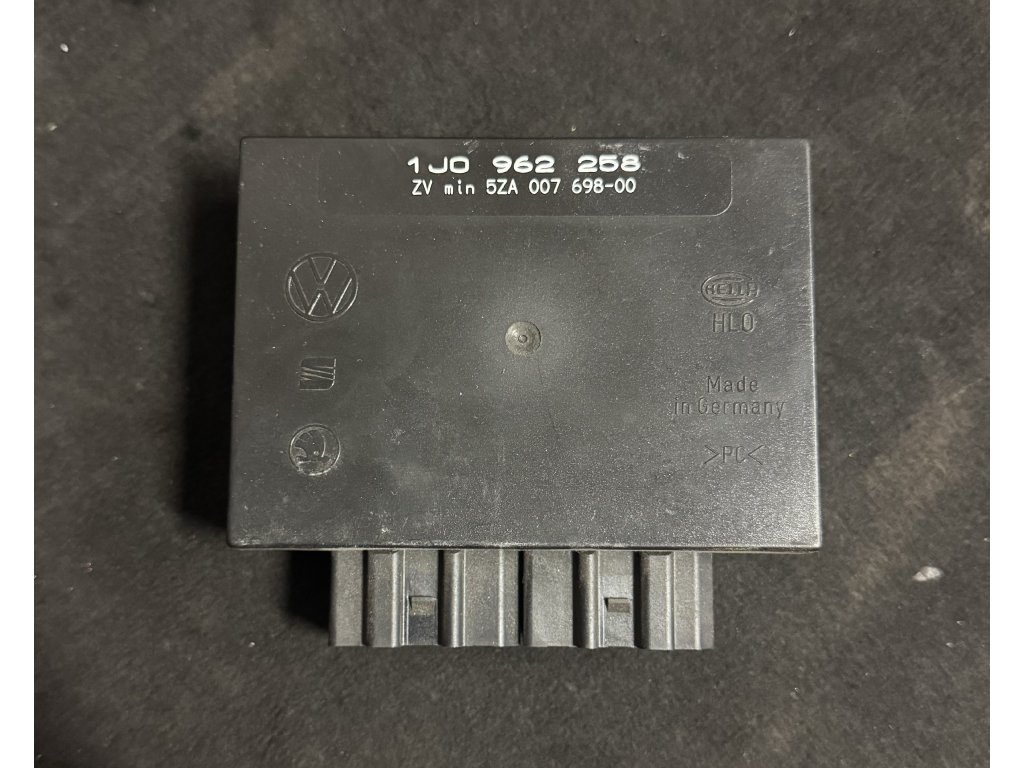 1J0 962 258
ZV min 5ZA 007 698-00
HELLA
HLO
Made
in Germany
>PC<